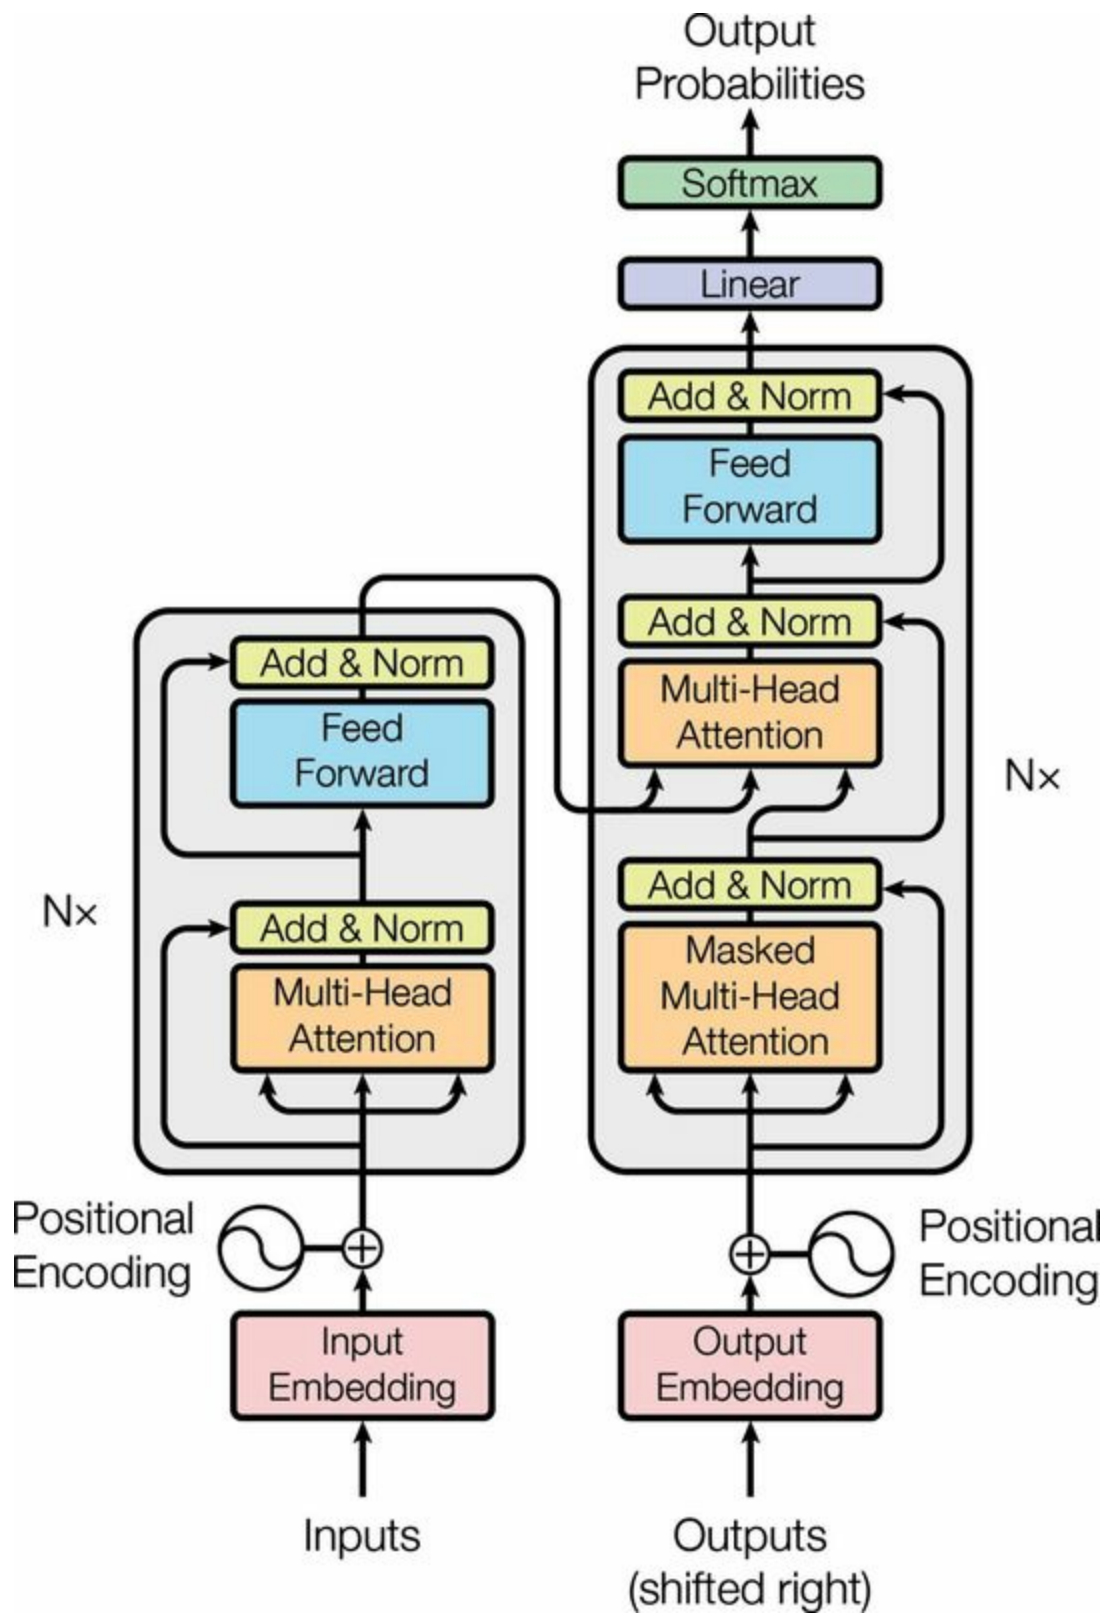 Output
Probabilities
Softmax
Linear
Add & Norm
Feed
Forward
Add & Norm
Multi-Head
Attention
Nx
Add & Norm
Masked
Multi-Head
Attention
Add & Norm
Feed
Forward
Nx
Add & Norm
Multi-Head
Attention
Positional
Encoding
Positional
Encoding
Input
Embedding
Output
Embedding
Inputs
Outputs
(shifted right)